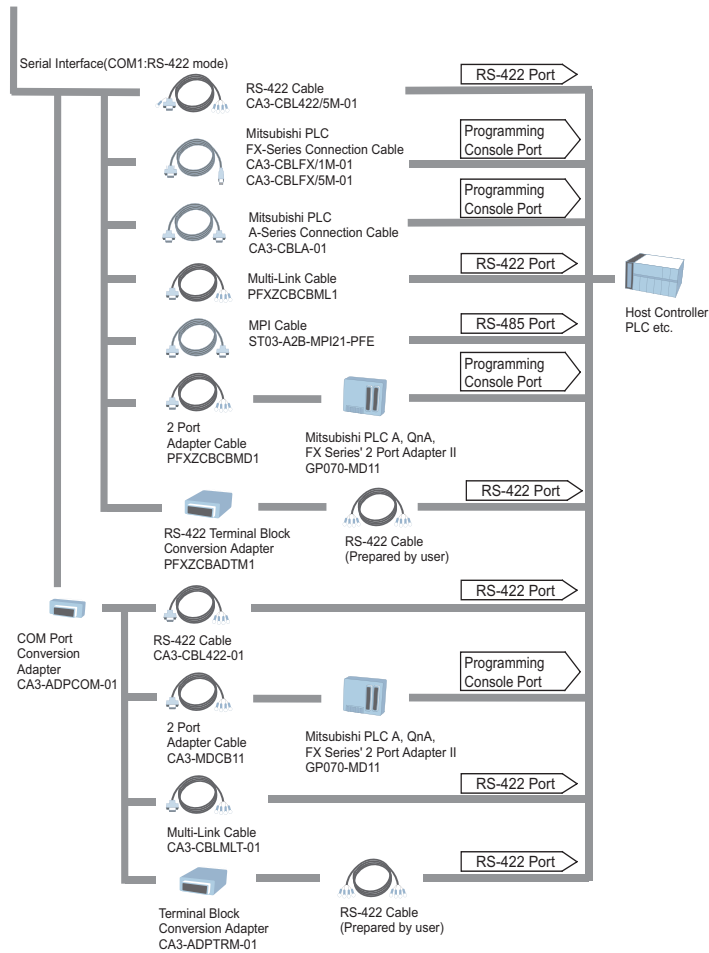 Serial Interface(COM1:RS-422 mode)
RS-422 Cable
CA3-CBL422/5M-01
RS-422 Port
Mitsubishi PLC
FX-Series Connection Cable
CA3-CBLFX/1M-01
CA3-CBLFX/5M-01
Programming
Console Port
Mitsubishi PLC
A-Series Connection Cable
CA3-CBLA-01
Programming
Console Port
Multi-Link Cable
PFXZCBCBML1
RS-422 Port
Host Controller
PLC etc.
MPI Cable
ST03-A2B-MPI21-PFE
RS-485 Port
2 Port
Adapter Cable
PFXZCBCBMD1
Mitsubishi PLC A, QnA,
FX Series' 2 Port Adapter II
GP070-MD11
Programming
Console Port
RS-422 Terminal Block
Conversion Adapter
PFXZCBADTM1
RS-422 Cable
(Prepared by user)
RS-422 Port
COM Port
Conversion
Adapter
CA3-ADPCOM-01
RS-422 Cable
CA3-CBL422-01
RS-422 Port
2 Port
Adapter Cable
CA3-MDCB11
Mitsubishi PLC A, QnA,
FX Series' 2 Port Adapter II
GP070-MD11
Programming
Console Port
Multi-Link Cable
CA3-CBLMLT-01
RS-422 Port
Terminal Block
Conversion Adapter
CA3-ADPTRM-01
RS-422 Cable
(Prepared by user)
RS-422 Port